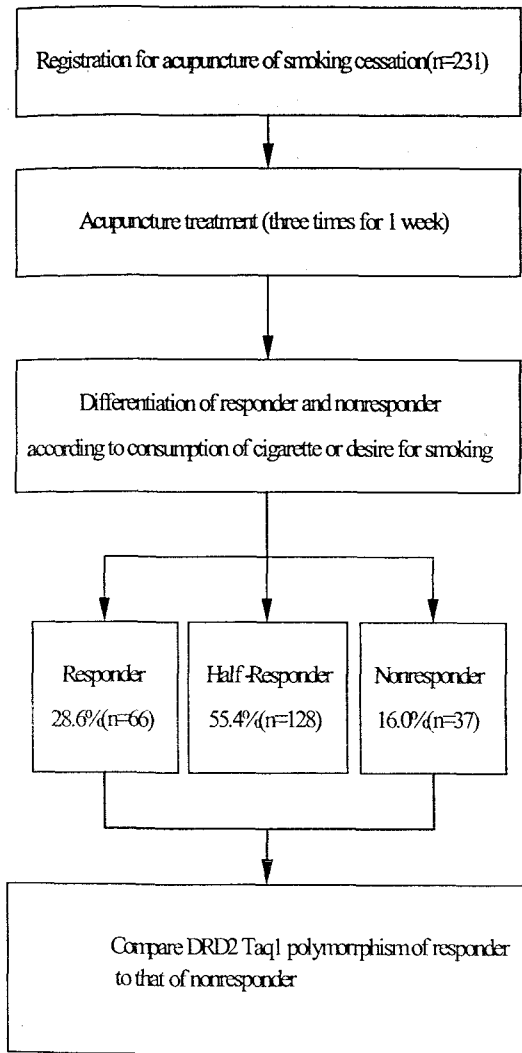 Registration for acupuncture of smoking cessation(n=231)
Acupuncture treatment (three times for 1 week)
Differentiation of responder and nonresponder
according to consumption of cigarette or desire for smoking
Responder
28.6%(n=66)
Half-Responder
55.4%(n=128)
Nonresponder
16.0%(n=37)
Compare DRD2 Taq1 polymorrphism of responder
to that of nonresponder